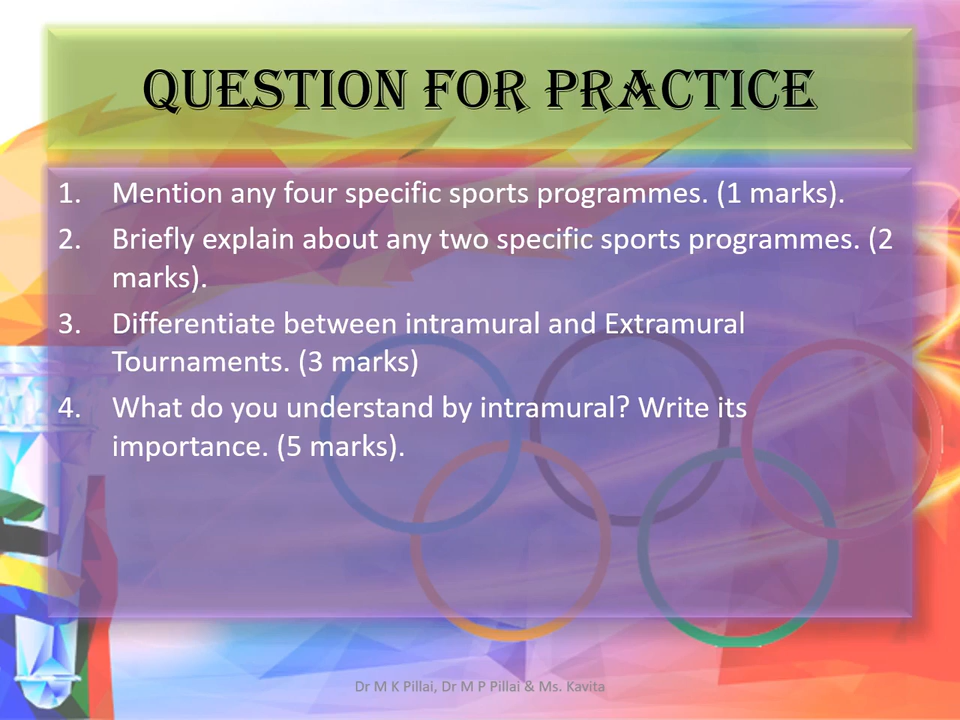 QUESTION FOR PRACTICE
1. Mention any four specific sports programmes. (1 marks).
2. Briefly explain about any two specific sports programmes. (2
marks).
3. Differentiate between intramural and Extramural
Tournaments. (3 marks)
4. What do you understand by intramural? Write its
importance. (5 marks).
Dr M K Pillai, Dr M P Pillai & Ms. Kavita